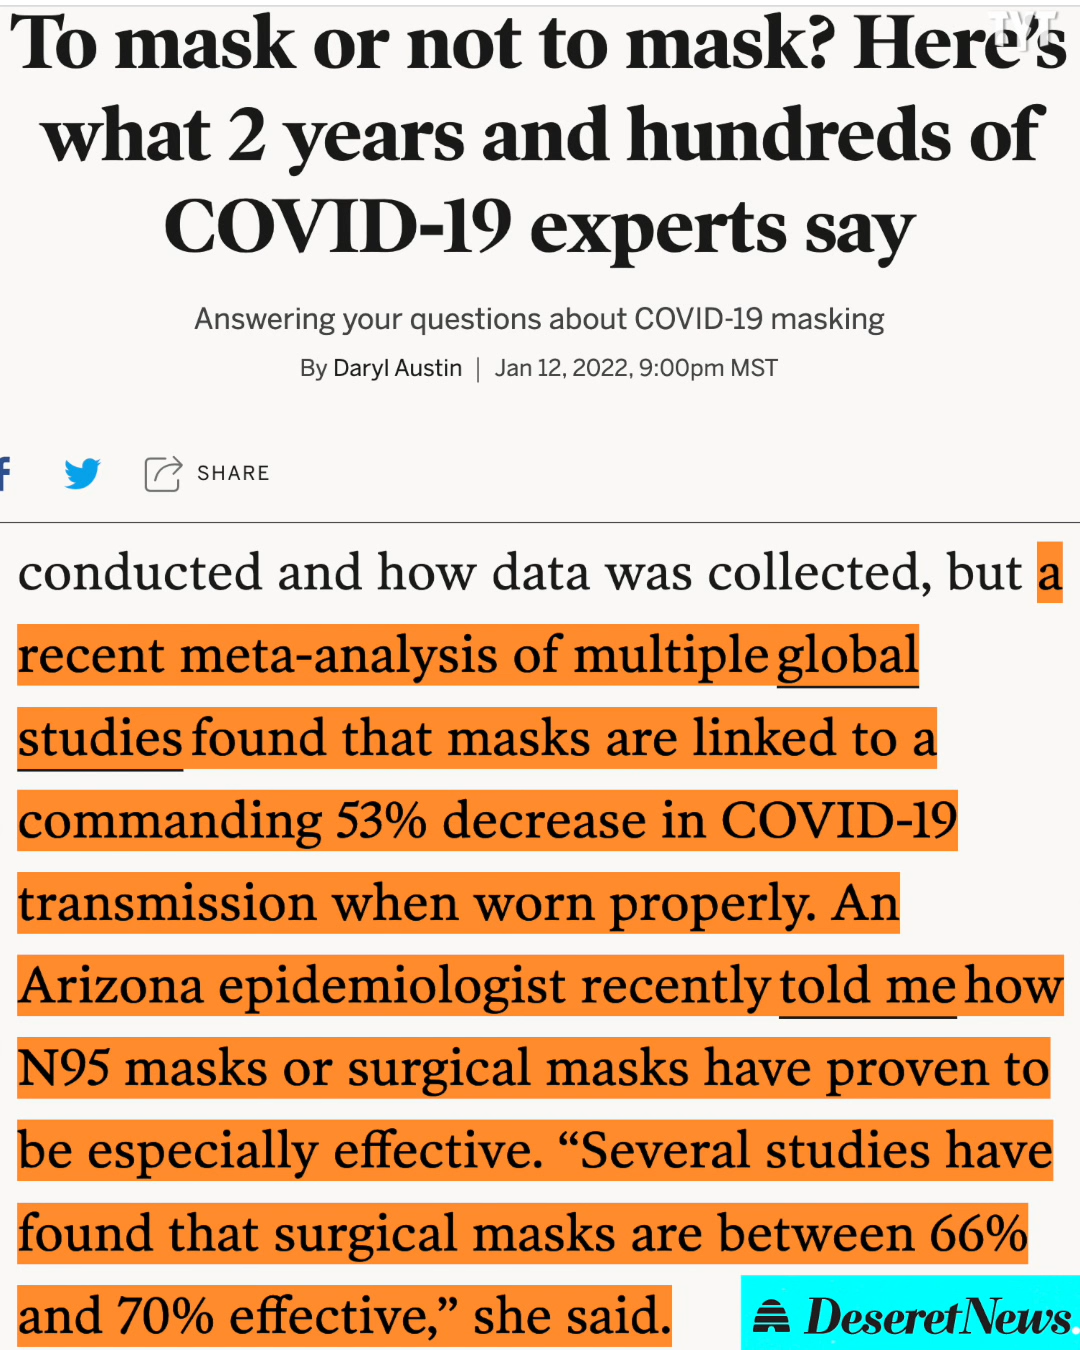 TYT
To mask or not to mask? Here's
what 2 years and hundreds of
COVID-19 experts say
Answering your questions about COVID-19 masking
By Daryl Austin | Jan 12, 2022, 9:00pm MST
f
SHARE
conducted and how data was collected, but a
recent meta-analysis of multiple global
studies found that masks are linked to a
commanding 53% decrease in COVID-19
transmission when worn properly. An
Arizona epidemiologist recently told me how
N95 masks or surgical masks have proven to
be especially effective. “Several studies have
found that surgical masks are between 66%
and 70% effective,” she said.
Deseret News.